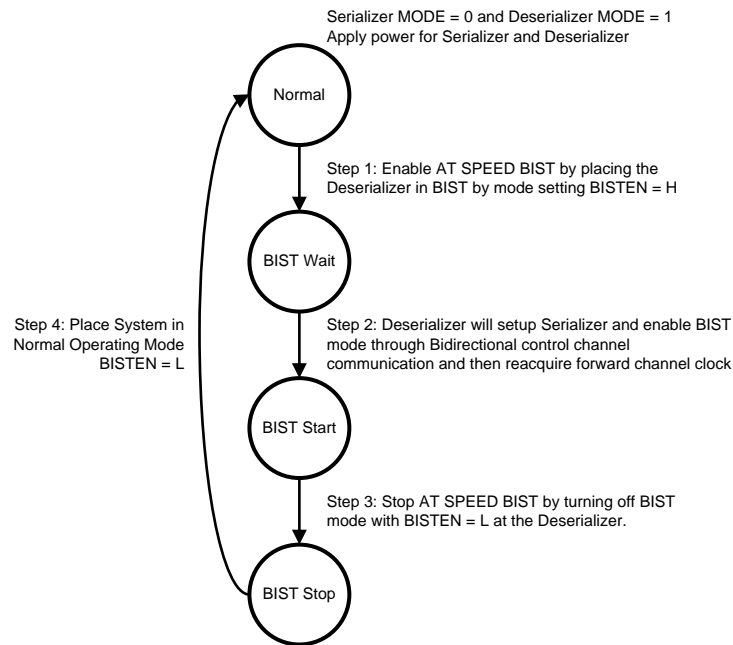 Serializer MODE = 0 and Deserializer MODE = 1
Apply power for Serializer and Deserializer
Normal
Step 1: Enable AT SPEED BIST by placing the
Deserializer in BIST by mode setting BISTEN = H
BIST Wait
Step 4: Place System in
Normal Operating Mode
BISTEN = L
Step 2: Deserializer will setup Serializer and enable BIST
mode through Bidirectional control channel
communication and then reacquire forward channel clock
BIST Start
Step 3: Stop AT SPEED BIST by turning off BIST
mode with BISTEN = L at the Deserializer.
BIST Stop